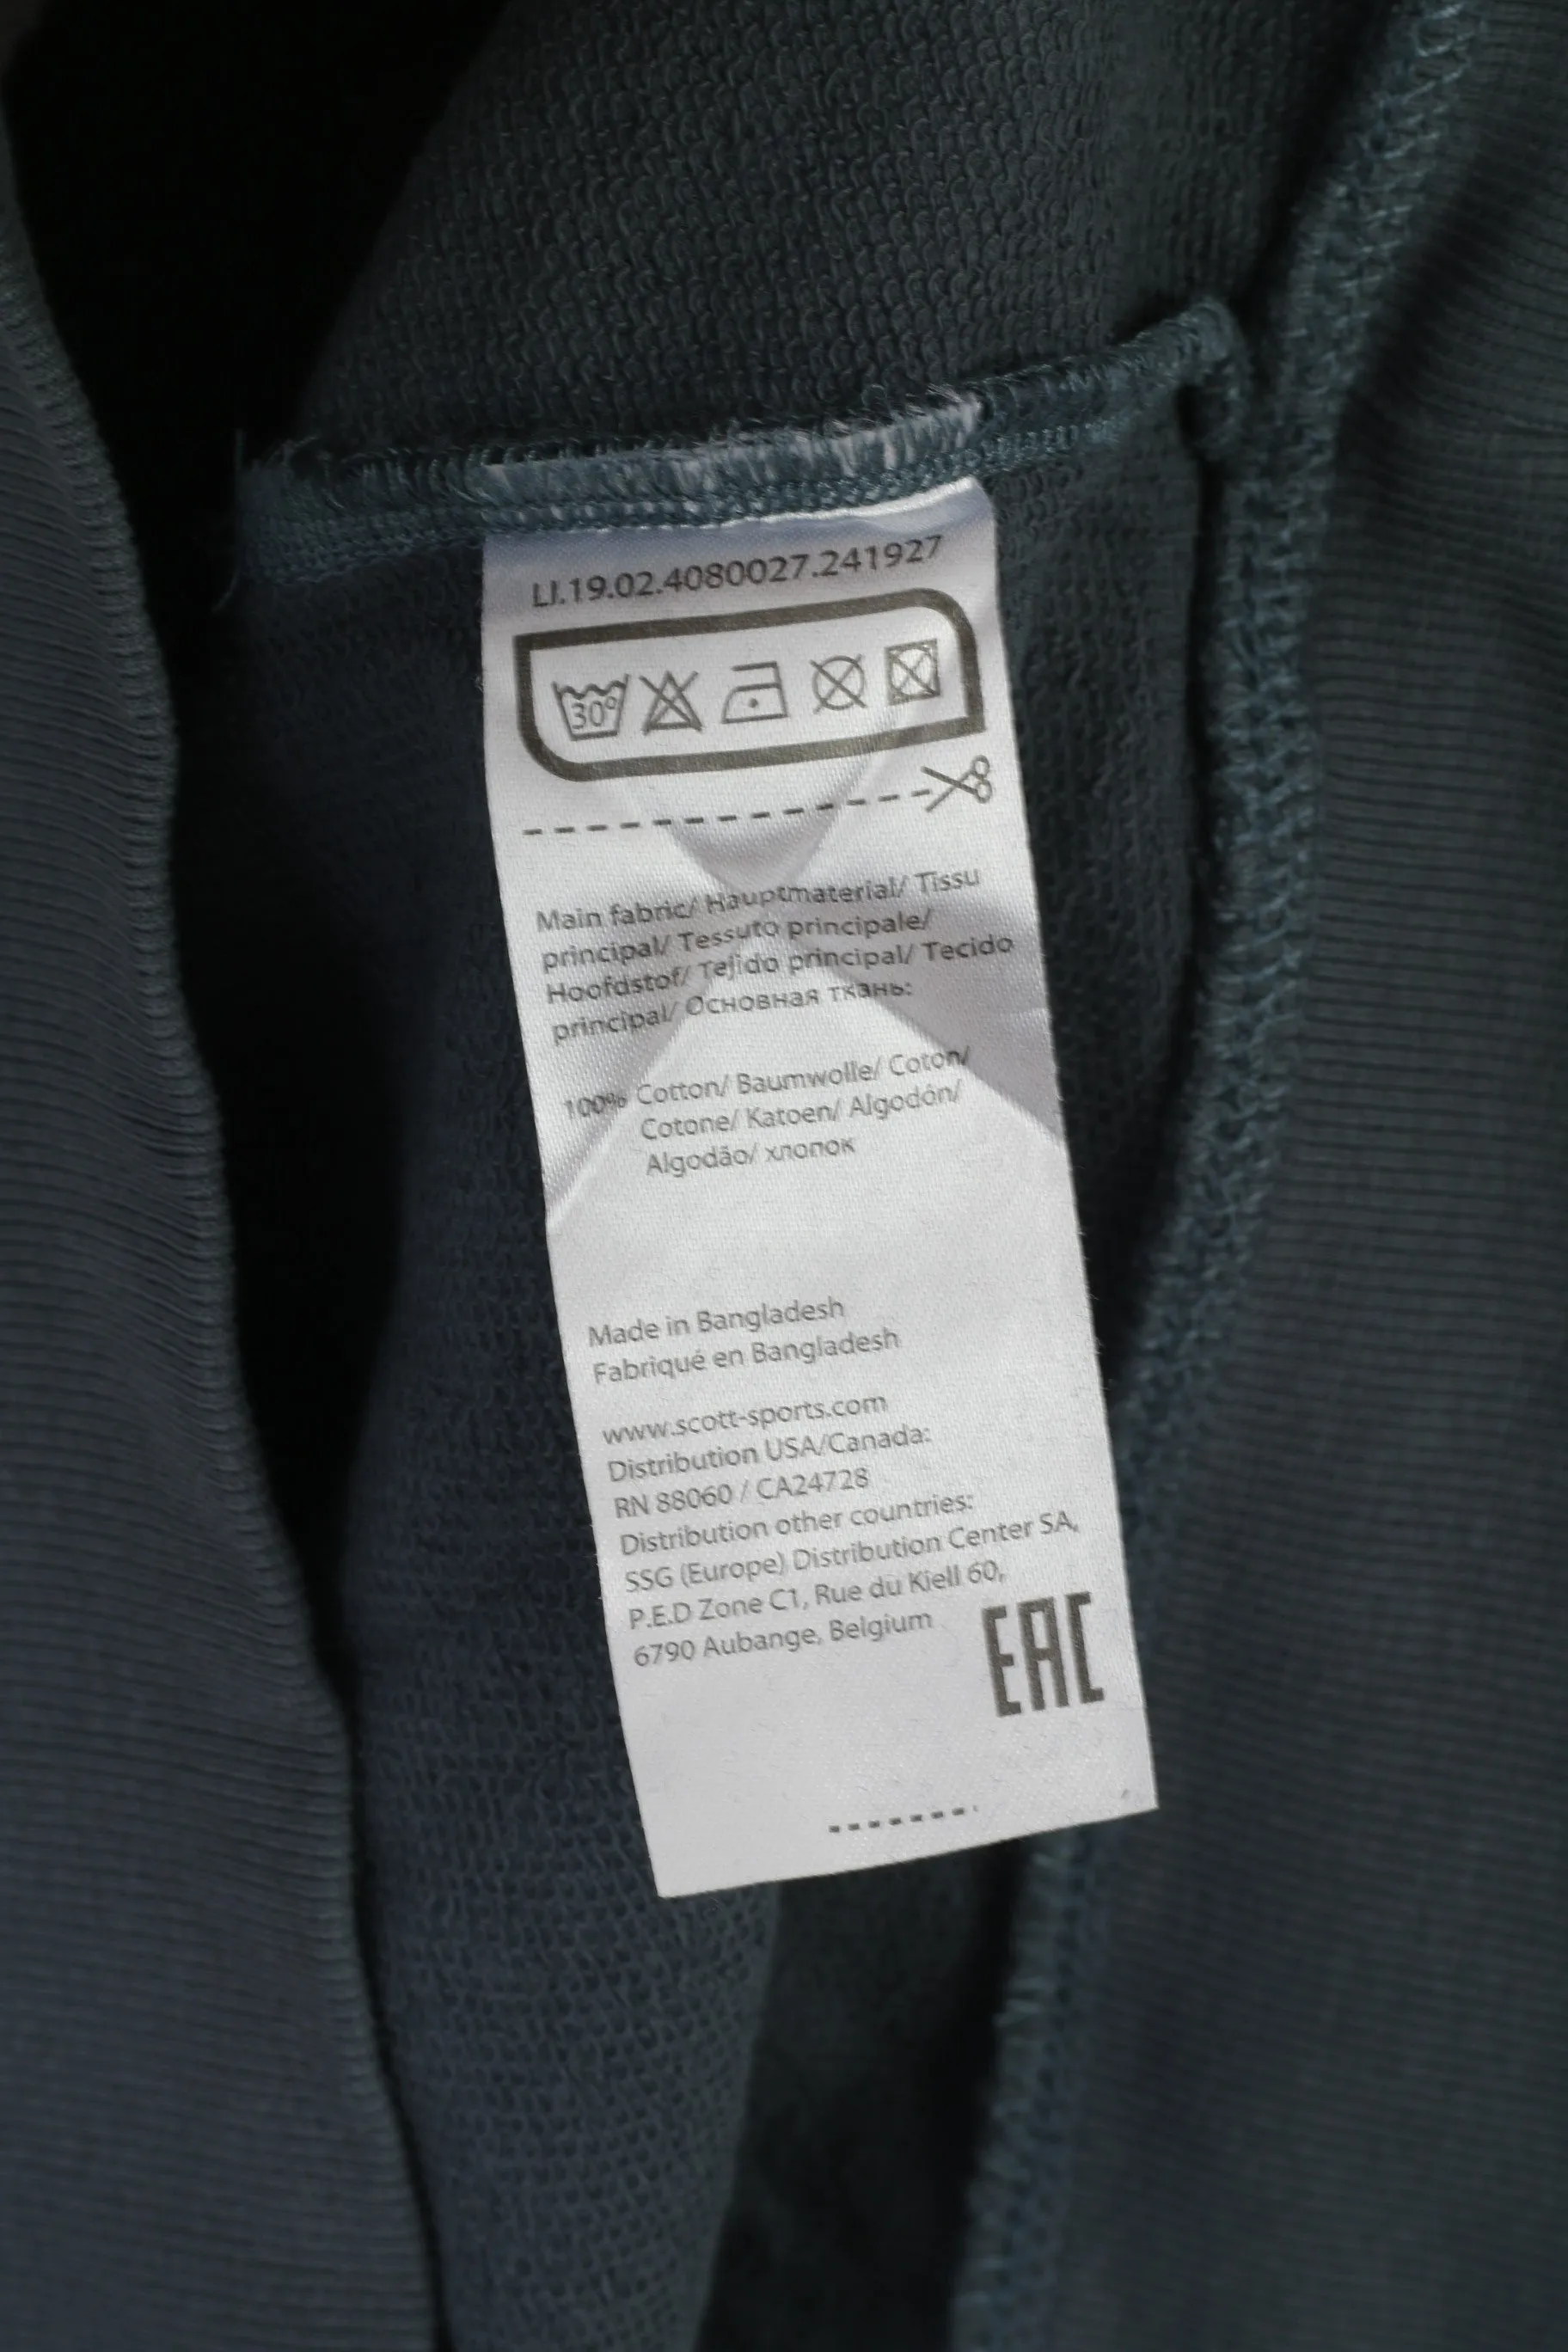 LI.19.02.4080027.241927
30°
Main fabric/ Hauptmaterial/ Tissu
principal/ Tessuto principale/
Hoofdstof/ Tejido principal/ Tecido
principal/ Основная ткань:
100% Cotton/ Baumwolle/ Coton/
Cotone/ Katoen/ Algodón/
Algodão/ хлопок
Made in Bangladesh
Fabriqué en Bangladesh
www.scott-sports.com
Distribution USA/Canada:
RN 88060 / CA24728
Distribution other countries:
SSG (Europe) Distribution Center SA,
P.E.D Zone C1, Rue du Kiell 60,
6790 Aubange, Belgium
EAC